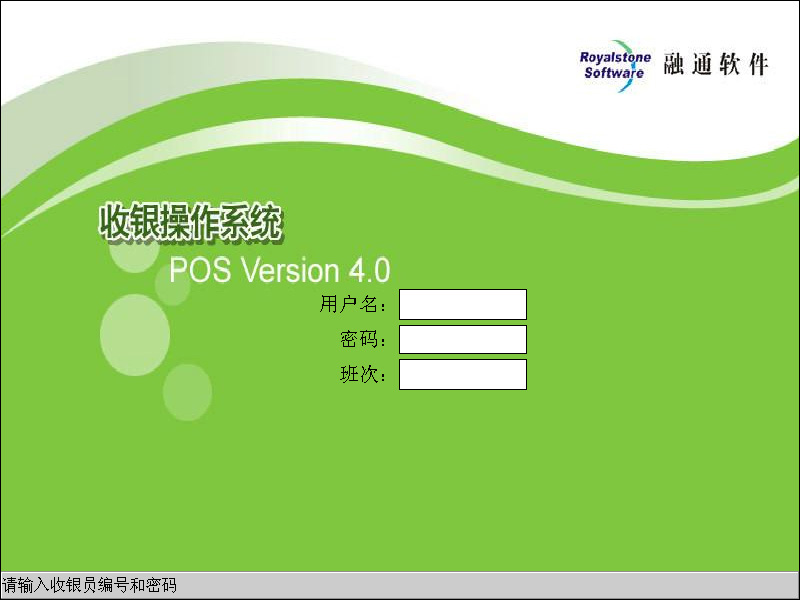 Royalstone
Software
融通软件
收银操作系统
POS Version 4.0
用户名：
密码：
班次：
请输入收银员编号和密码